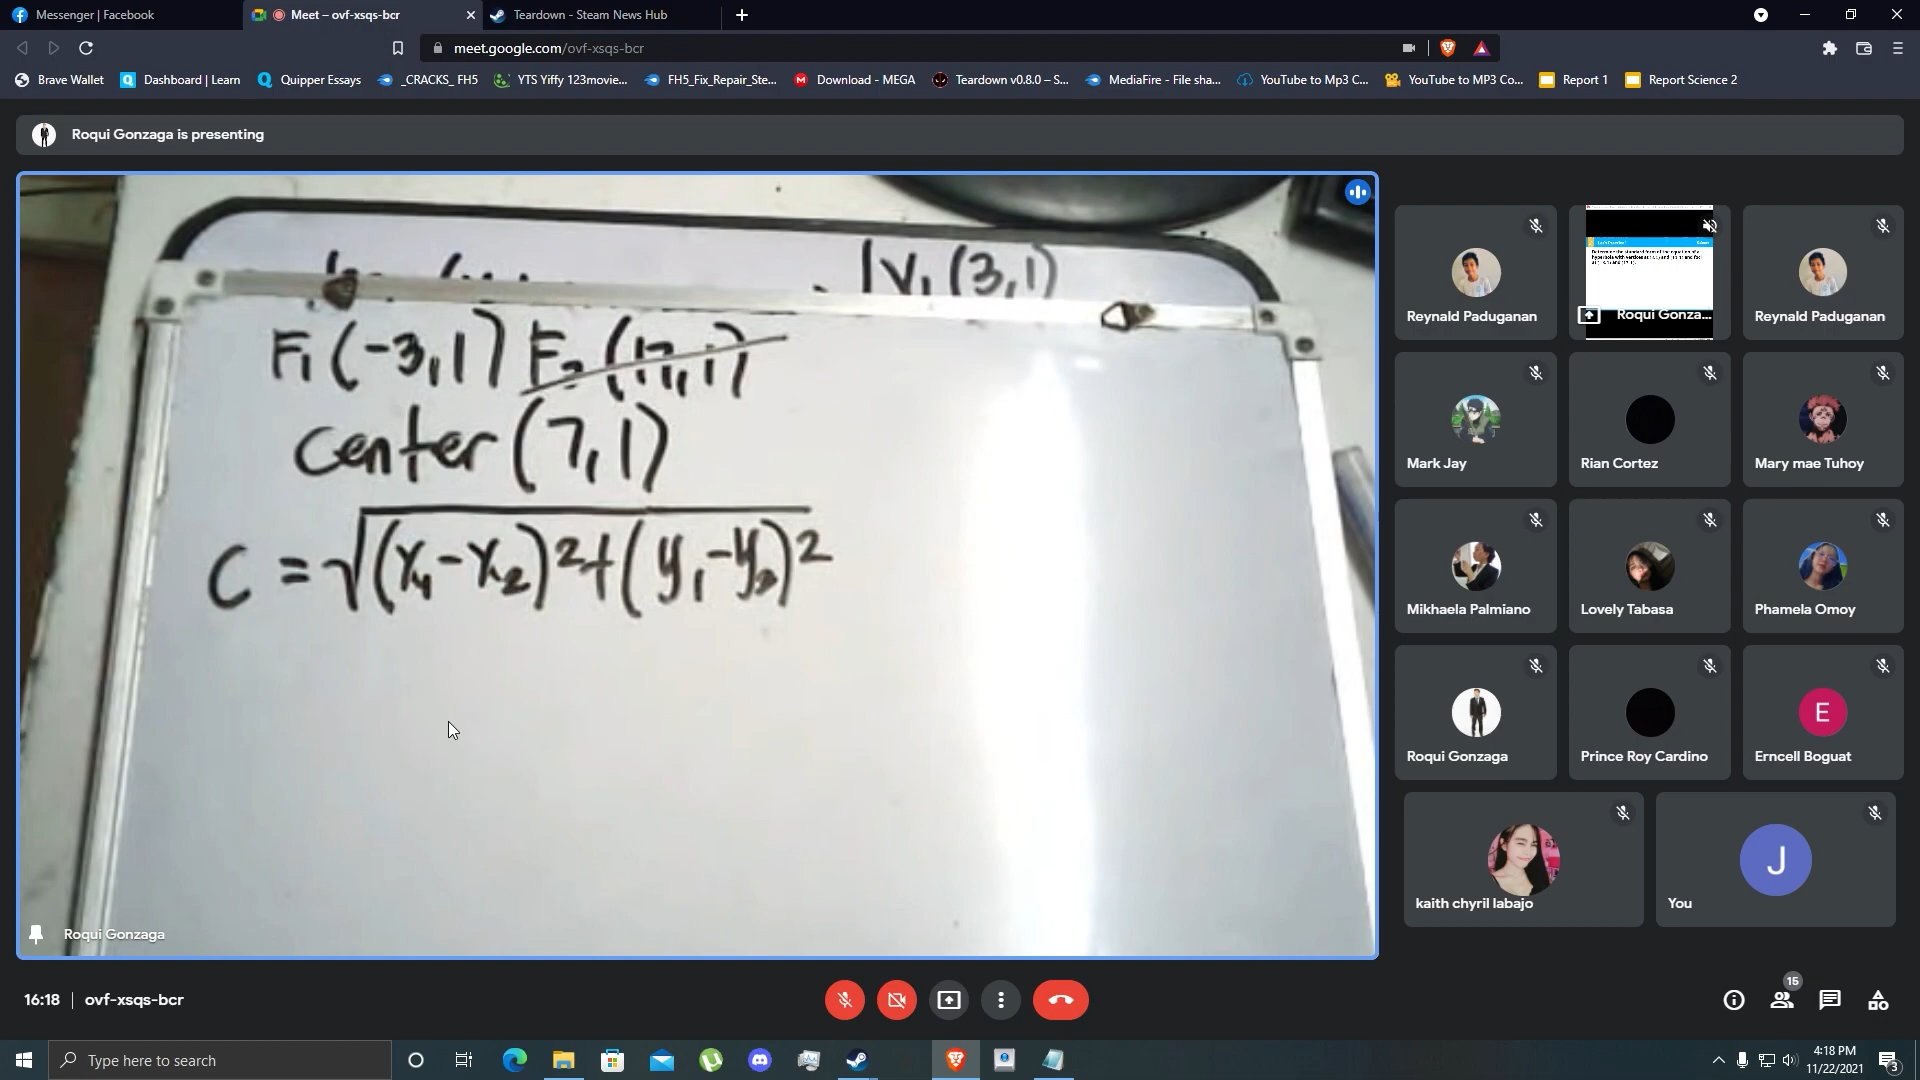 Messenger | Facebook
Meet – ovf-xsqs-bcr
Teardown - Steam News Hub
meet.google.com/ovf-xsqs-bcr
Brave Wallet
Dashboard | Learn
Quipper Essays
_CRACKS_ FH5
YTS Yiffy 123movie...
FH5_Fix_Repair_Ste...
Download - MEGA
Teardown v0.8.0 – S...
MediaFire - File sha...
YouTube to Mp3 C...
YouTube to MP3 Co...
Report 1
Report Science 2
Roqui Gonzaga is presenting
V₁ (3,1)
F₁ (-3,1) F₂ (17,1)
center (7,1)
C = √(x₁-x₂)²+(y₁-y₂)²
Roqui Gonzaga
Reynald Paduganan
Roqui Gonza...
Reynald Paduganan
Mark Jay
Rian Cortez
Mary mae Tuhoy
Mikhaela Palmiano
Lovely Tabasa
Phamela Omoy
Roqui Gonzaga
Prince Roy Cardino
E
Erncell Boguat
kaith chyril labajo
J
You
16:18 | ovf-xsqs-bcr
15
Type here to search
4:18 PM
11/22/2021
3